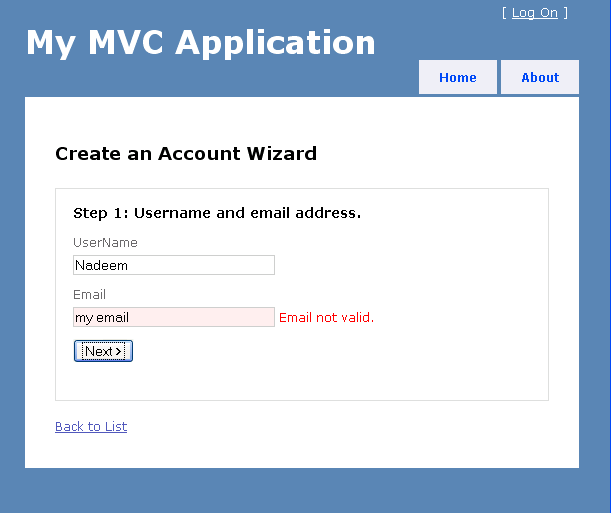 [ Log On ]
My MVC Application
Home About
Create an Account Wizard
Step 1: Username and email address.
UserName
Nadeem
Email
my email Email not valid.
Next >
Back to List